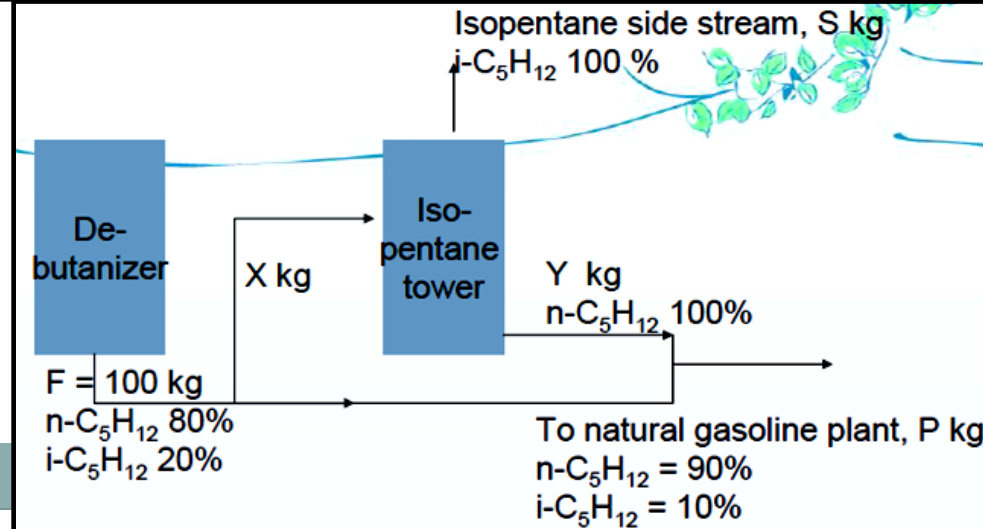 Isopentane side stream, S kg
i-C₅H₁₂ 100 %
De-
butanizer
Iso-
pentane
tower
X kg
Y kg
n-C₅H₁₂ 100%
F = 100 kg
n-C₅H₁₂ 80%
i-C₅H₁₂ 20%
To natural gasoline plant, P kg
n-C₅H₁₂ = 90%
i-C₅H₁₂ = 10%